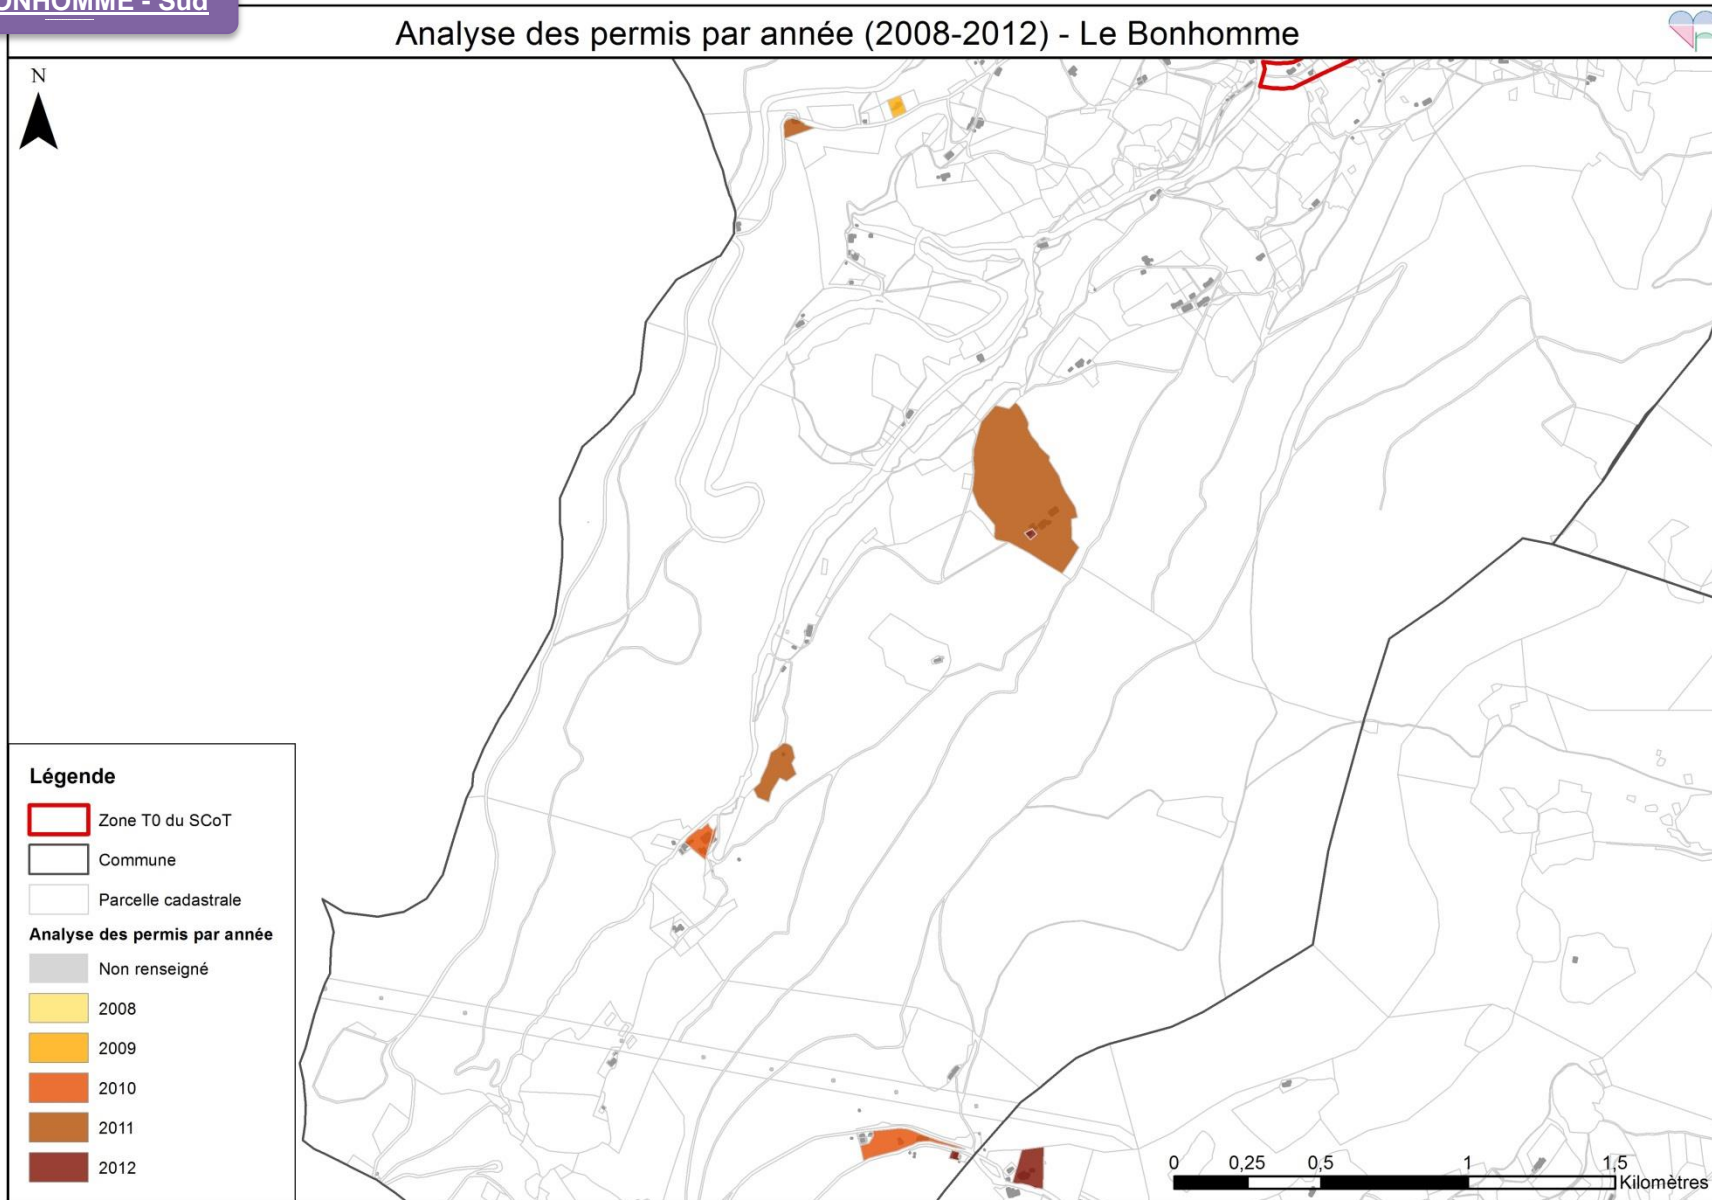 BONHOMME - Sud
Analyse des permis par année (2008-2012) - Le Bonhomme
N
Légende
Zone T0 du SCoT
Commune
Parcelle cadastrale
Analyse des permis par année
Non renseigné
2008
2009
2010
2011
2012
0 0,25 0,5 1 1,5
Kilomètres